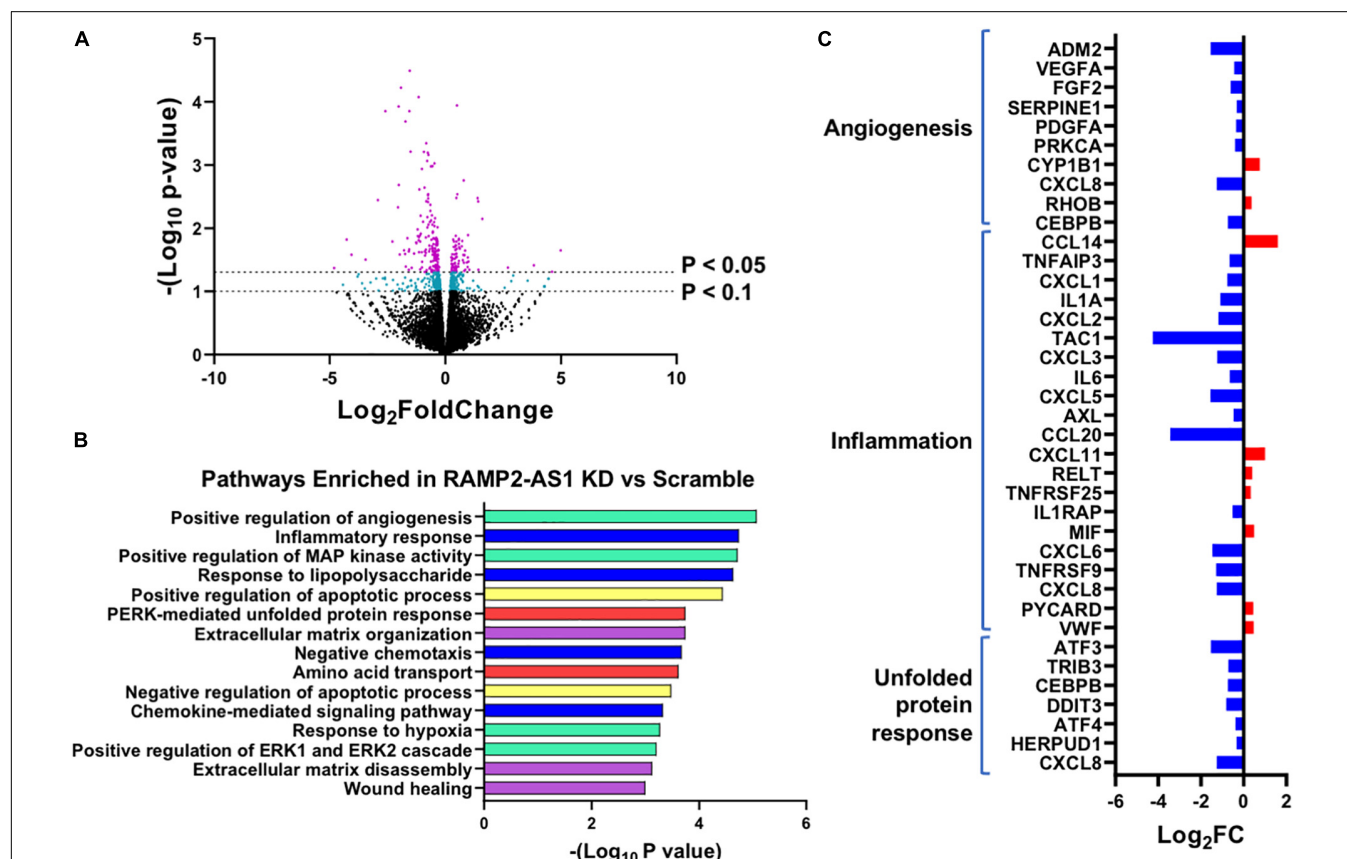 A
5
4
3
2
1
0
-(Log10 p-value)
P < 0.05
P < 0.1
-10
-5
0
5
10
Log2FoldChange
B
Pathways Enriched in RAMP2-AS1 KD vs Scramble
Positive regulation of angiogenesis
Inflammatory response
Positive regulation of MAP kinase activity
Response to lipopolysaccharide
Positive regulation of apoptotic process
PERK-mediated unfolded protein response
Extracellular matrix organization
Negative chemotaxis
Amino acid transport
Negative regulation of apoptotic process
Chemokine-mediated signaling pathway
Response to hypoxia
Positive regulation of ERK1 and ERK2 cascade
Extracellular matrix disassembly
Wound healing
0
2
4
6
-(Log10 P value)
C
Angiogenesis
ADM2
VEGFA
FGF2
SERPINE1
PDGFA
PRKCA
CYP1B1
CXCL8
RHOB
CEBPB
Inflammation
CCL14
TNFAIP3
CXCL1
IL1A
CXCL2
TAC1
CXCL3
IL6
CXCL5
AXL
CCL20
CXCL11
RELT
TNFRSF25
IL1RAP
MIF
CXCL6
TNFRSF9
CXCL8
PYCARD
VWF
Unfolded
protein
response
ATF3
TRIB3
CEBPB
DDIT3
ATF4
HERPUD1
CXCL8
-6
-4
-2
0
2
Log2FC